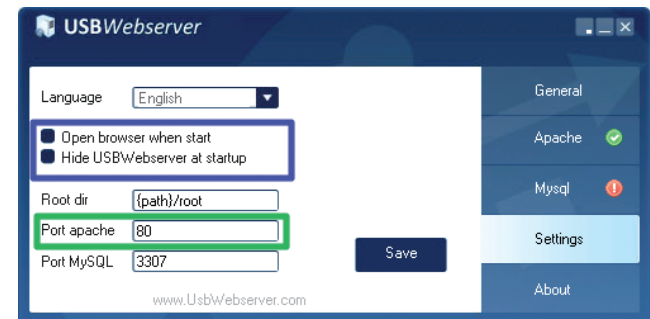 USBWebserver
Language English
Open browser when start
Hide USBWebserver at startup
Root dir {path}/root
Port apache 80
Port MySQL 3307
Save
www.UsbWebserver.com
General
Apache
Mysql
Settings
About